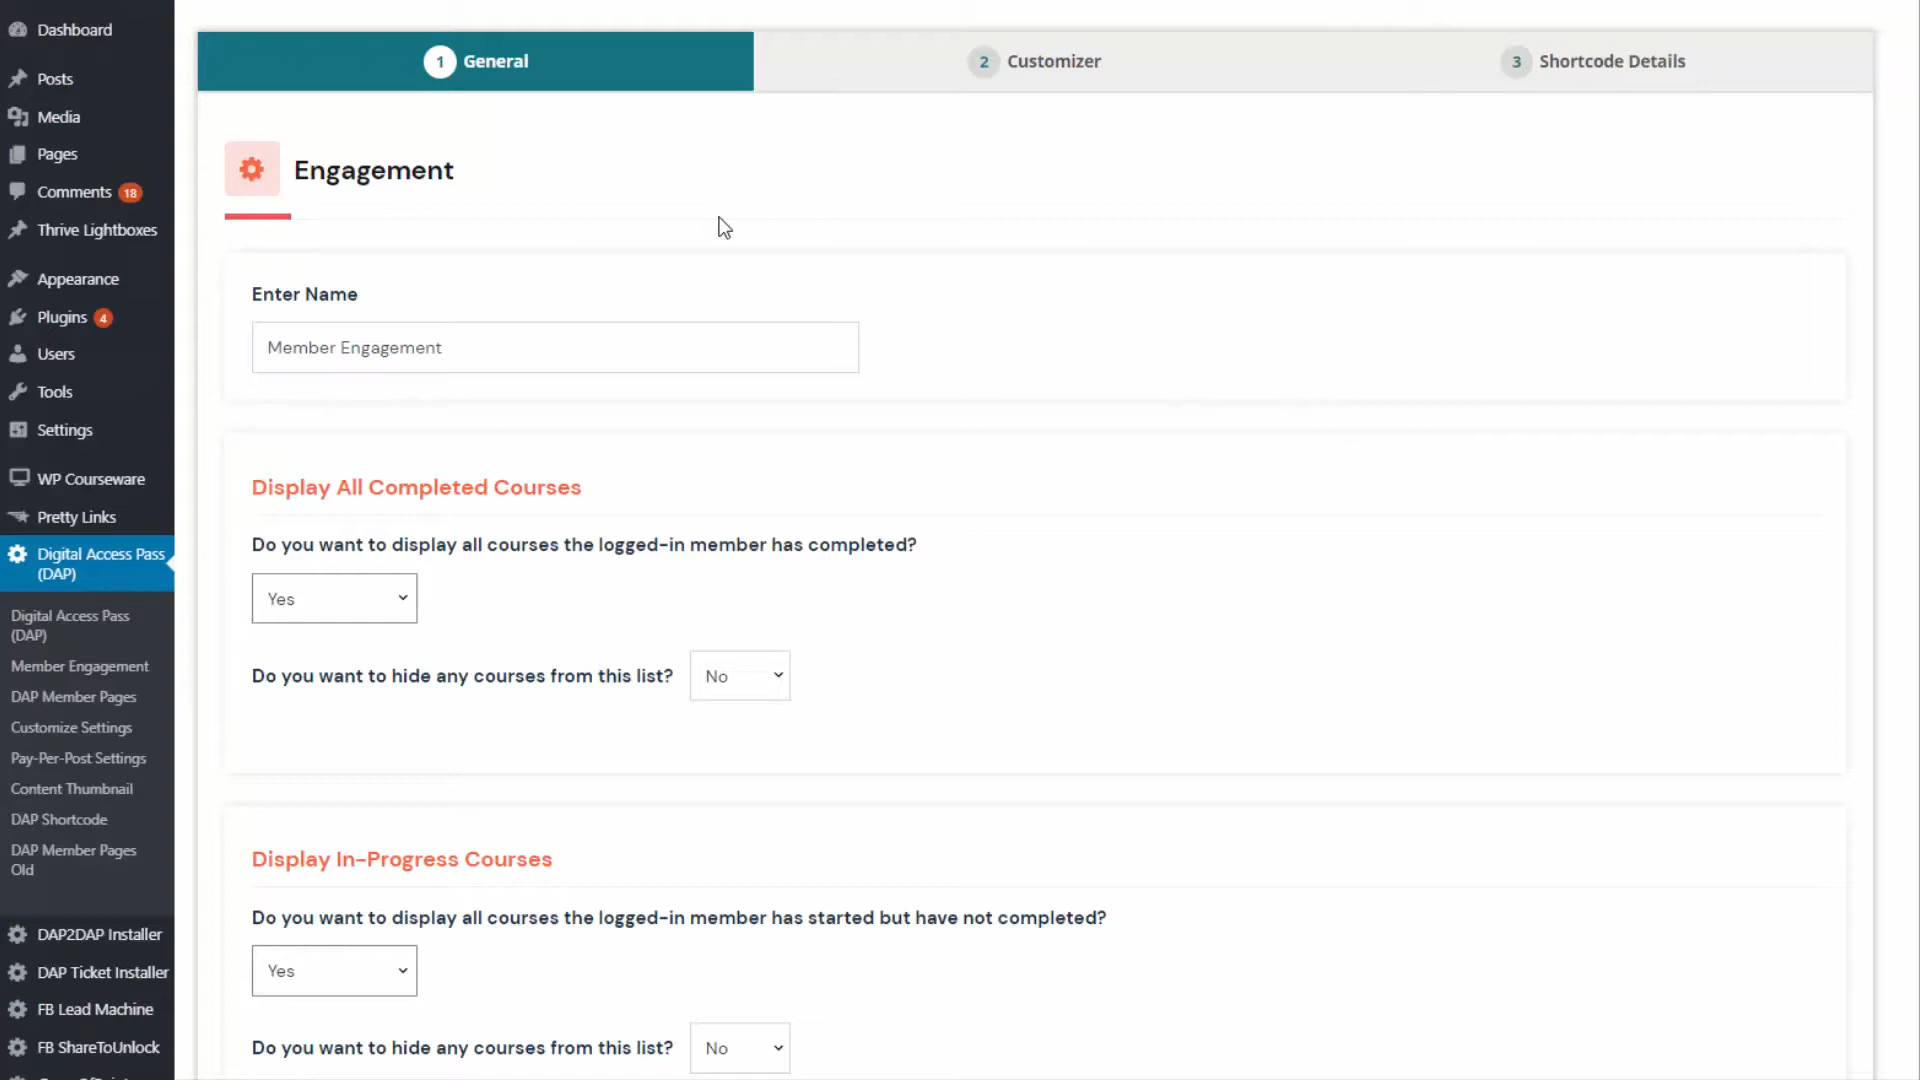 Dashboard
Posts
Media
Pages
Comments 18
Thrive Lightboxes
Appearance
Plugins 4
Users
Tools
Settings
WP Courseware
Pretty Links
Digital Access Pass
(DAP)
Digital Access Pass
(DAP)
Member Engagement
DAP Member Pages
Customize Settings
Pay-Per-Post Settings
Content Thumbnail
DAP Shortcode
DAP Member Pages
Old
DAP2DAP Installer
DAP Ticket Installer
FB Lead Machine
FB ShareToUnlock
1 General
2 Customizer
3 Shortcode Details
Engagement
Enter Name
Member Engagement
Display All Completed Courses
Do you want to display all courses the logged-in member has completed?
Yes
Do you want to hide any courses from this list? No
Display In-Progress Courses
Do you want to display all courses the logged-in member has started but have not completed?
Yes
Do you want to hide any courses from this list? No